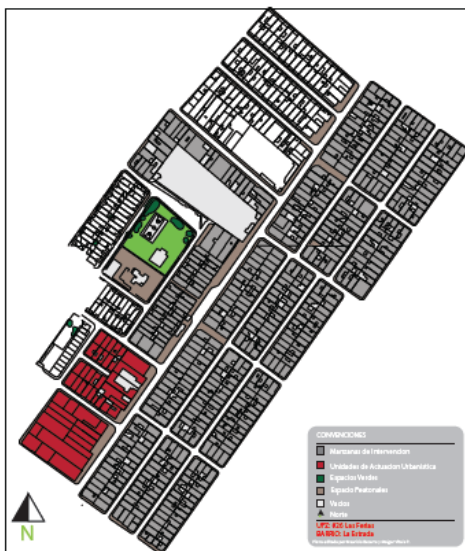 CONVENCIONES
Manzanas de Intervencion
Unidades de Actuacion Urbanistica
Espacios Verdes
Espacio Peatonales
Vacios
Norte
UPZ: #26 Las Ferias
BARRIO: La Estrada
N